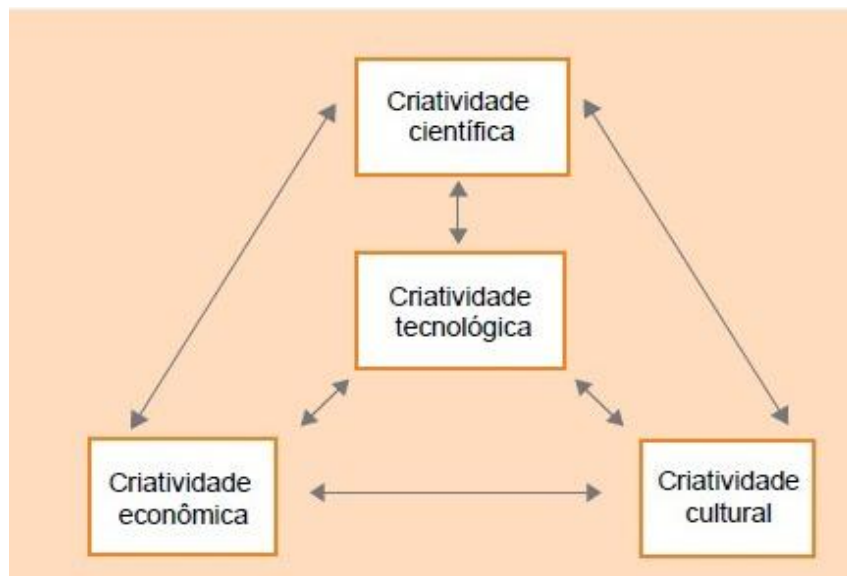 Criatividade
científica
Criatividade
tecnológica
Criatividade
econômica
Criatividade
cultural